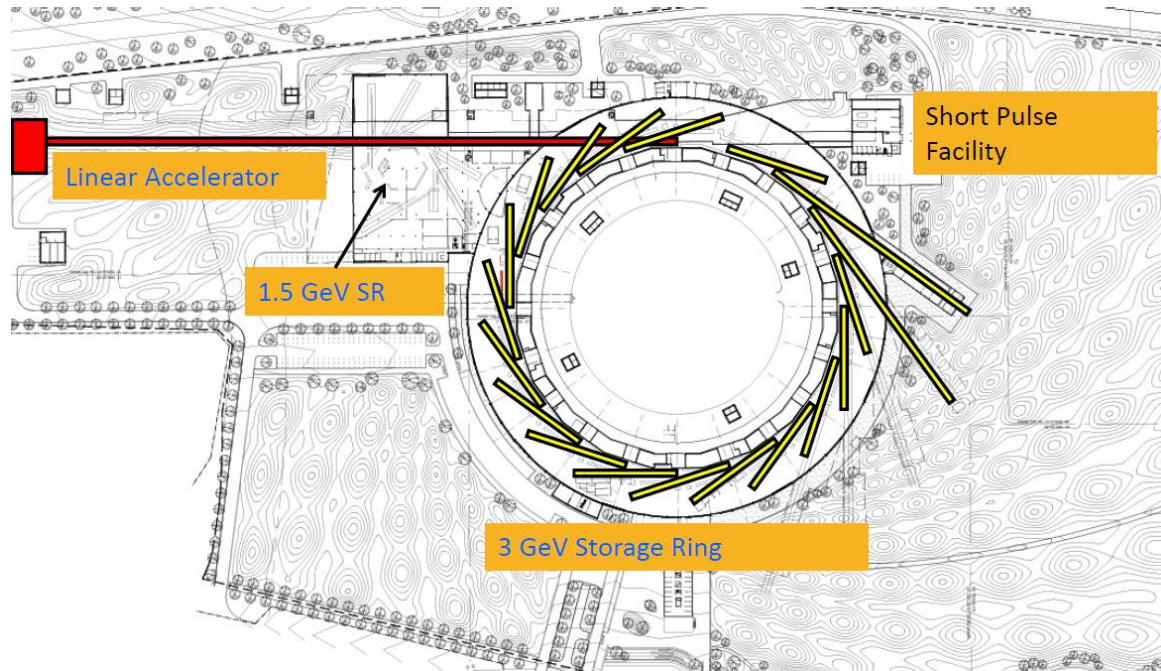 Linear Accelerator
Short Pulse
Facility
1.5 GeV SR
3 GeV Storage Ring